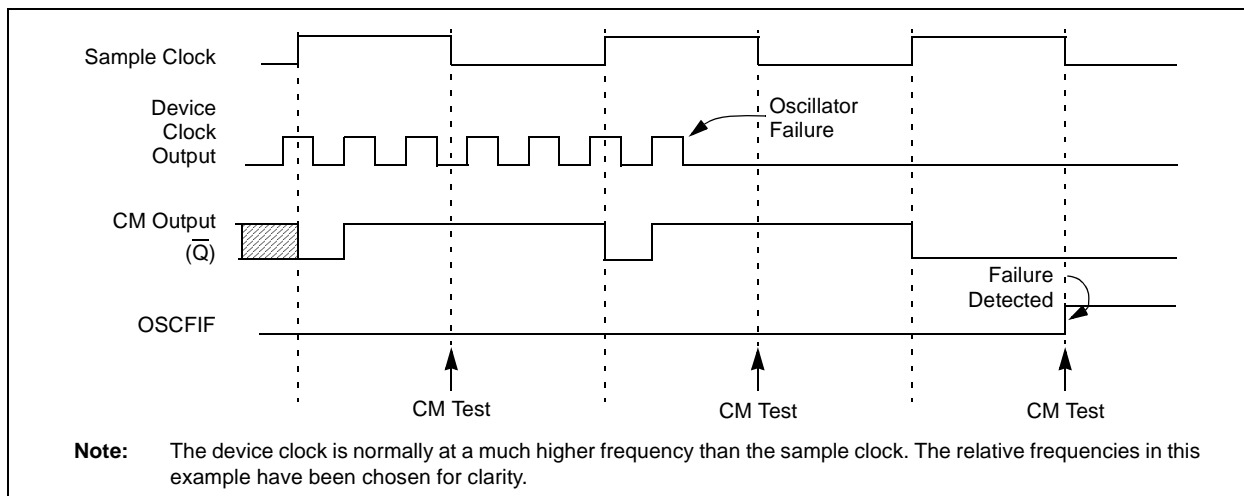 Sample Clock
Device
Clock
Output
Oscillator
Failure
CM Output
(Q̅)
Failure
Detected
OSCFIF
CM Test
CM Test
CM Test
Note: The device clock is normally at a much higher frequency than the sample clock. The relative frequencies in this
example have been chosen for clarity.